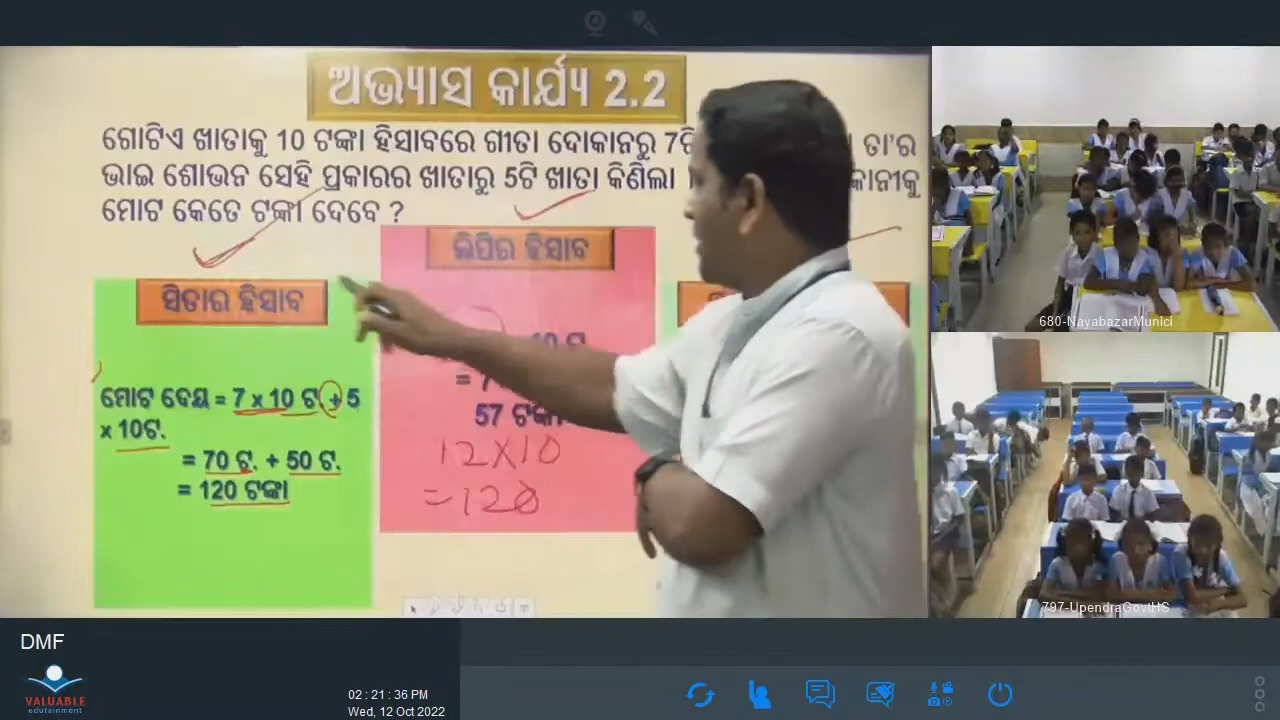 ଅଭ୍ୟାସ କାର୍ଯ୍ୟ 2.2
ଗୋଟିଏ ଖାତାକୁ 10 ଟଙ୍କା ହିସାବରେ ଗୀତା ଦୋକାନରୁ 7ଟି ତା'ର
ଭାଇ ଶୋଭନ ସେହି ପ୍ରକାରର ଖାତାରୁ 5ଟି ଖାତା କିଣିଲା
ମୋଟ କେତେ ଟଙ୍କା ଦେବେ ?
ସିତାର ହିସାବ
ମୋଟ ଦେୟ = 7 x 10 ଟ + 5
x 10ଟ.
= 70 ଟ. + 50 ଟ.
= 120 ଟଙ୍କା
ଲିପିର ହିସାବ
57 ଟଙ୍କା
12X10
=120
680-NayabazarMunici
797-UpendraGovtHS
DMF
VALUABLE
edutainment
02 : 21 : 36 PM
Wed, 12 Oct 2022